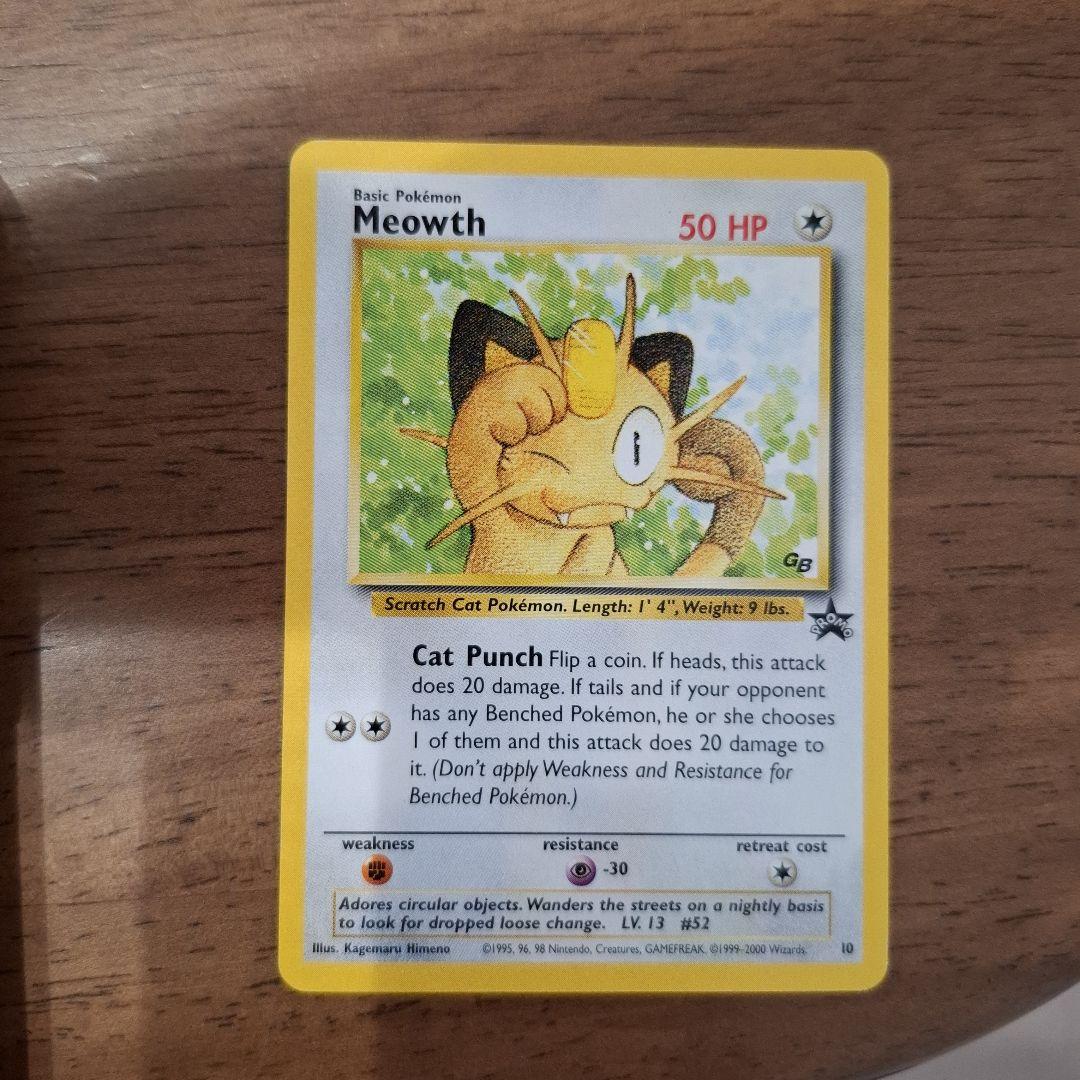 Basic Pokémon
Meowth
50 HP
GB
Scratch Cat Pokémon. Length: 1' 4", Weight: 9 lbs.
PROMO
Cat Punch Flip a coin. If heads, this attack
does 20 damage. If tails and if your opponent
has any Benched Pokémon, he or she chooses
1 of them and this attack does 20 damage to
it. (Don't apply Weakness and Resistance for
Benched Pokémon.)
weakness resistance retreat cost
-30
Adores circular objects. Wanders the streets on a nightly basis
to look for dropped loose change. LV. 13 #52
Illus. Kagemaru Himeno ©1995, 96, 98 Nintendo, Creatures, GAMEFREAK. ©1999-2000 Wizards. 10